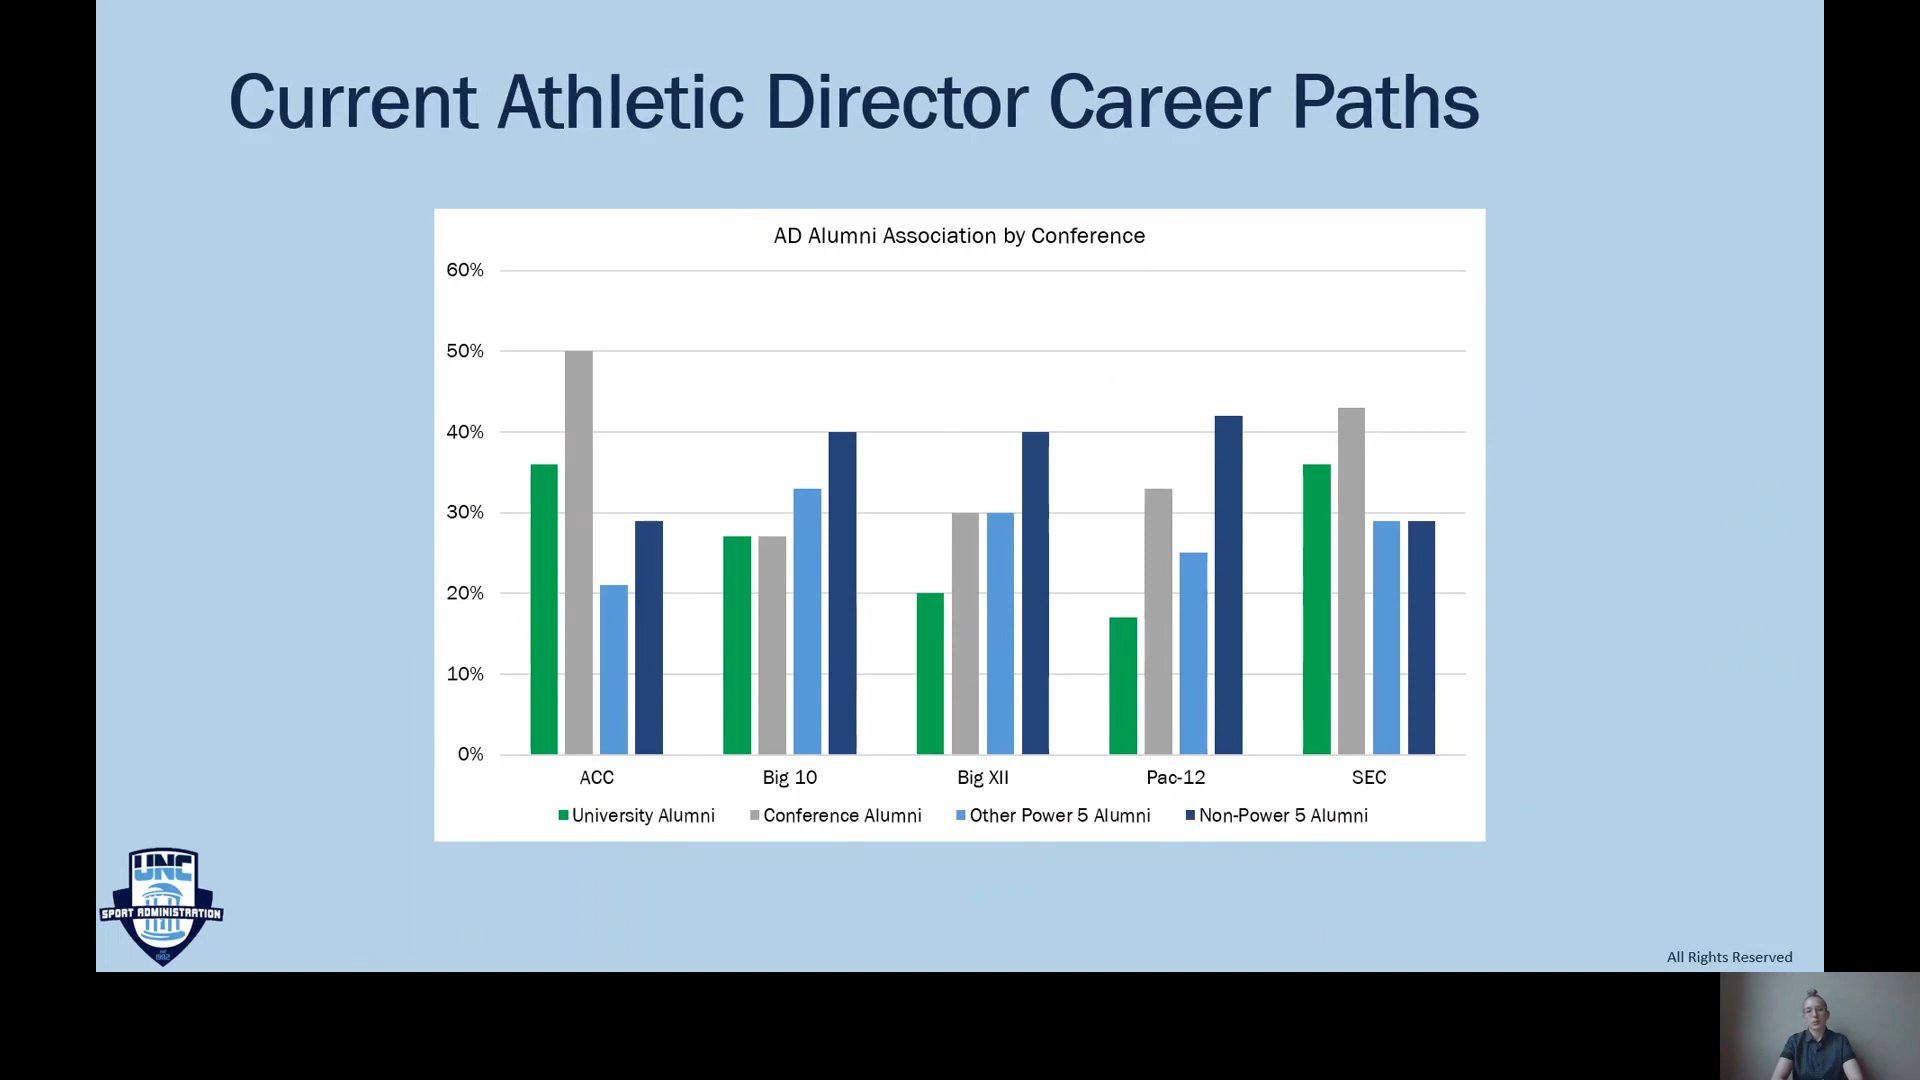 Current Athletic Director Career Paths
AD Alumni Association by Conference
60%
50%
40%
30%
20%
10%
0%
ACC Big 10 Big XII Pac-12 SEC
University Alumni Conference Alumni Other Power 5 Alumni Non-Power 5 Alumni
UNC
SPORT ADMINISTRATION
1982
All Rights Reserved